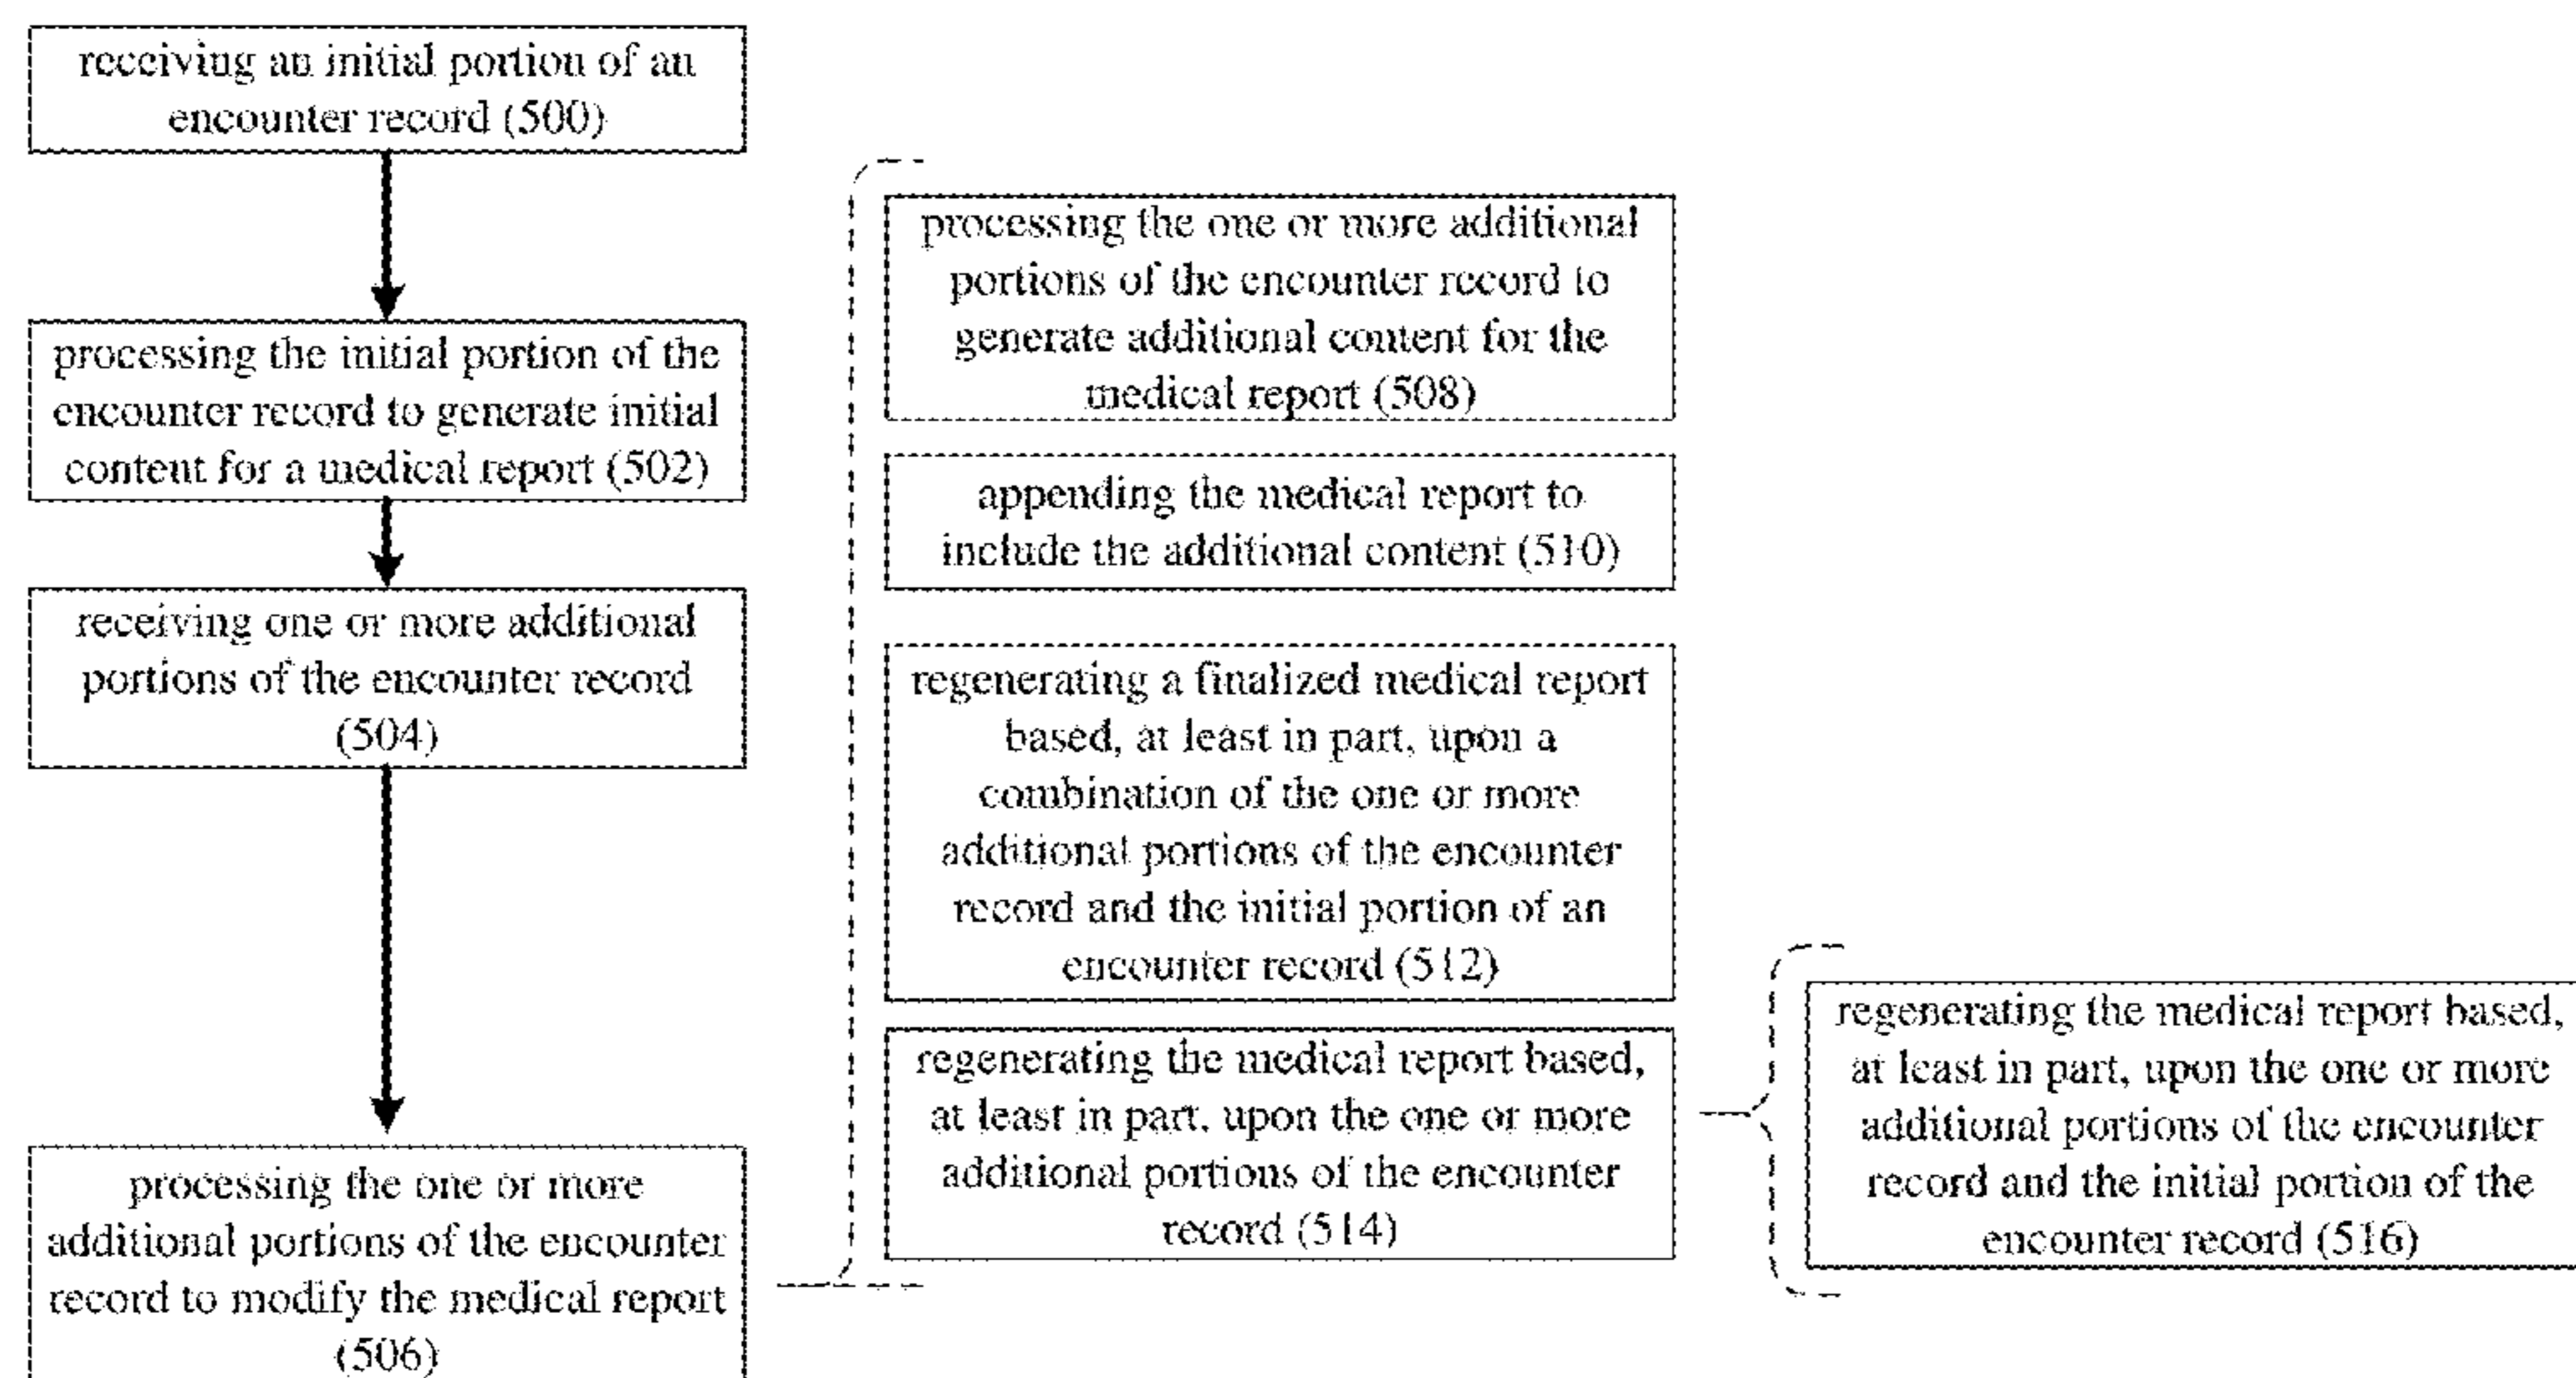 receiving an initial portion of an
encounter record (500)
processing the initial portion of the
encounter record to generate initial
content for a medical report (502)
receiving one or more additional
portions of the encounter record
(504)
processing the one or more
additional portions of the encounter
record to modify the medical report
(506)
processing the one or more additional
portions of the encounter record to
generate additional content for the
medical report (508)
appending the medical report to
include the additional content (510)
regenerating a finalized medical report
based, at least in part, upon a
combination of the one or more
additional portions of the encounter
record and the initial portion of an
encounter record (512)
regenerating the medical report based,
at least in part, upon the one or more
additional portions of the encounter
record (514)
regenerating the medical report based,
at least in part, upon the one or more
additional portions of the encounter
record and the initial portion of the
encounter record (516)